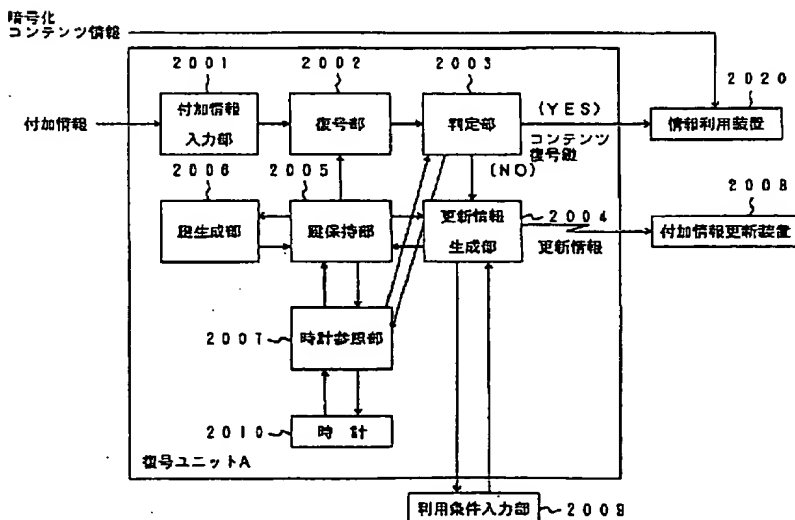 暗号化
コンテンツ情報
2001
2002
2003
2020
付加情報
付加情報
入力部
復号部
判定部
(YES)
コンテンツ
復号鍵
情報利用装置
2006
2005
(NO)
2008
鍵生成部
鍵保持部
更新情報
生成部
2004
更新情報
付加情報更新装置
2007
時計参照部
2010
時計
復号ユニットA
利用条件入力部
2009